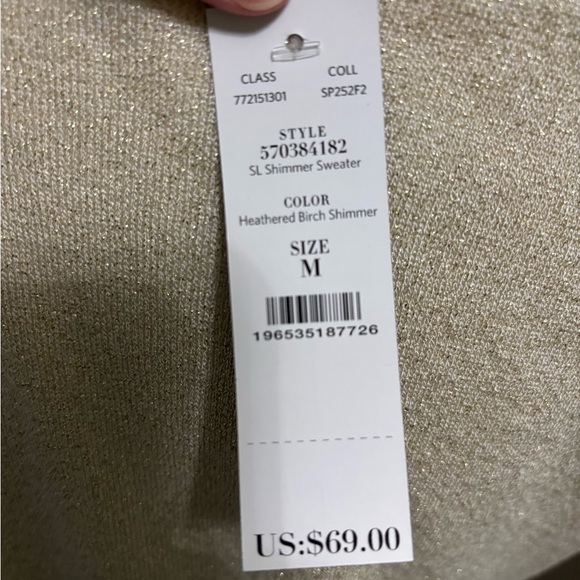 CLASS COLL
772151301 SP252F2
STYLE
570384182
SL Shimmer Sweater
COLOR
Heathered Birch Shimmer
SIZE
M
196535187726
US:$69.00